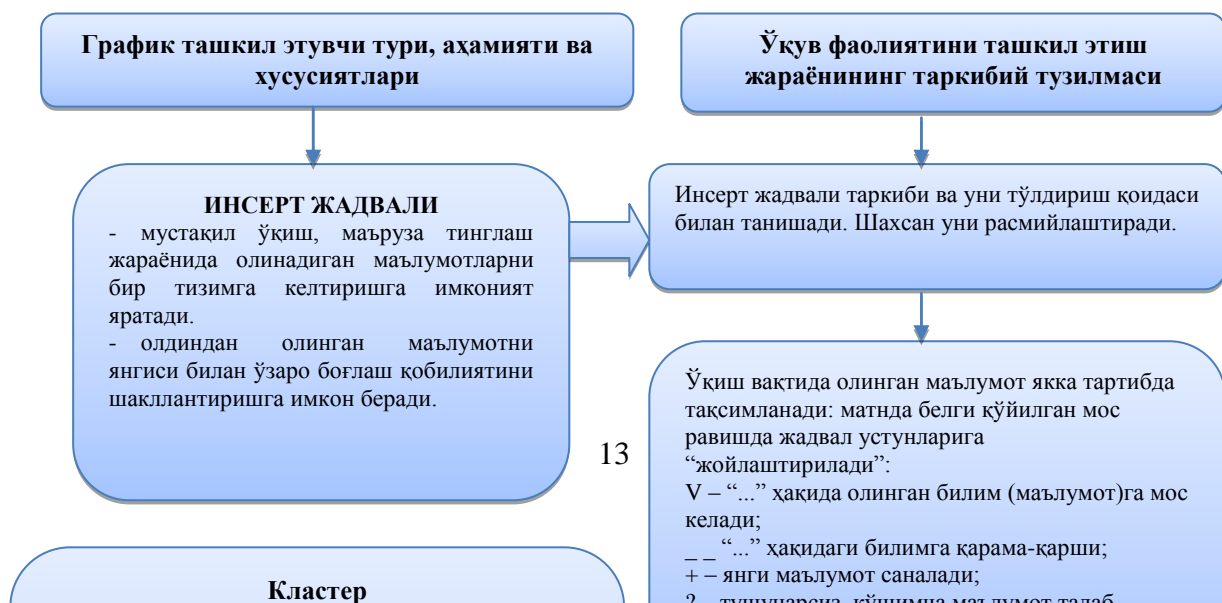 График ташкил этувчи тури, аҳамияти ва
хусусиятлари
Ўқув фаолиятини ташкил этиш
жараёнининг таркибий тузилмаси
ИНСЕРТ ЖАДВАЛИ
- мустақил ўқиш, маъруза тинглаш
жараёнида олинадиган маълумотларни
бир тизимга келтиришга имконият
яратади.
- олдиндан олинган маълумотни
янгиси билан ўзаро боғлаш қобилиятини
шакллантиришга имкон беради.
Инсерт жадвали таркиби ва уни тўлдириш қоидаси
билан танишади. Шахсан уни расмийлаштиради.
Ўқиш вақтида олинган маълумот якка тартибда
тақсимланади: матнда белги қўйилган мос
равишда жадвал устунларига
“жойлаштирилади”:
V – “...” ҳақида олинган билим (маълумот)га мос
келади;
_ _ “...” ҳақидаги билимга қарама-қарши;
+ – янги маълумот саналади;
? – тушунарсиз, қўшимча маълумот талаб
13
Кластер